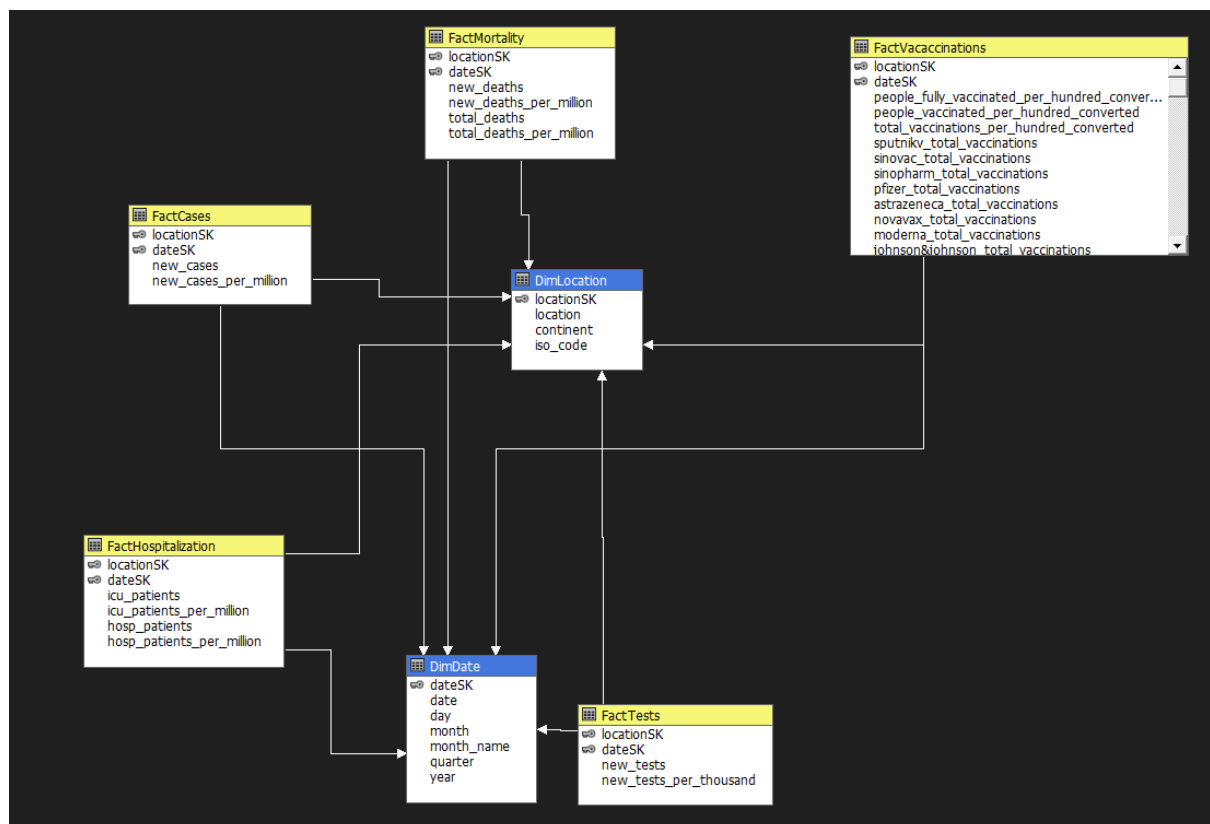 FactMortality
locationSK
dateSK
new_deaths
new_deaths_per_million
total_deaths
total_deaths_per_million
FactVacaccinations
locationSK
dateSK
people_fully_vaccinated_per_hundred_conver...
people_vaccinated_per_hundred_converted
total_vaccinations_per_hundred_converted
sputnikv_total_vaccinations
sinovac_total_vaccinations
sinopharm_total_vaccinations
pfizer_total_vaccinations
astrazeneca_total_vaccinations
novavax_total_vaccinations
moderna_total_vaccinations
johnson&johnson_total_vaccinations
FactCases
locationSK
dateSK
new_cases
new_cases_per_million
DimLocation
locationSK
location
continent
iso_code
FactHospitalization
locationSK
dateSK
icu_patients
icu_patients_per_million
hosp_patients
hosp_patients_per_million
DimDate
dateSK
date
day
month
month_name
quarter
year
FactTests
locationSK
dateSK
new_tests
new_tests_per_thousand